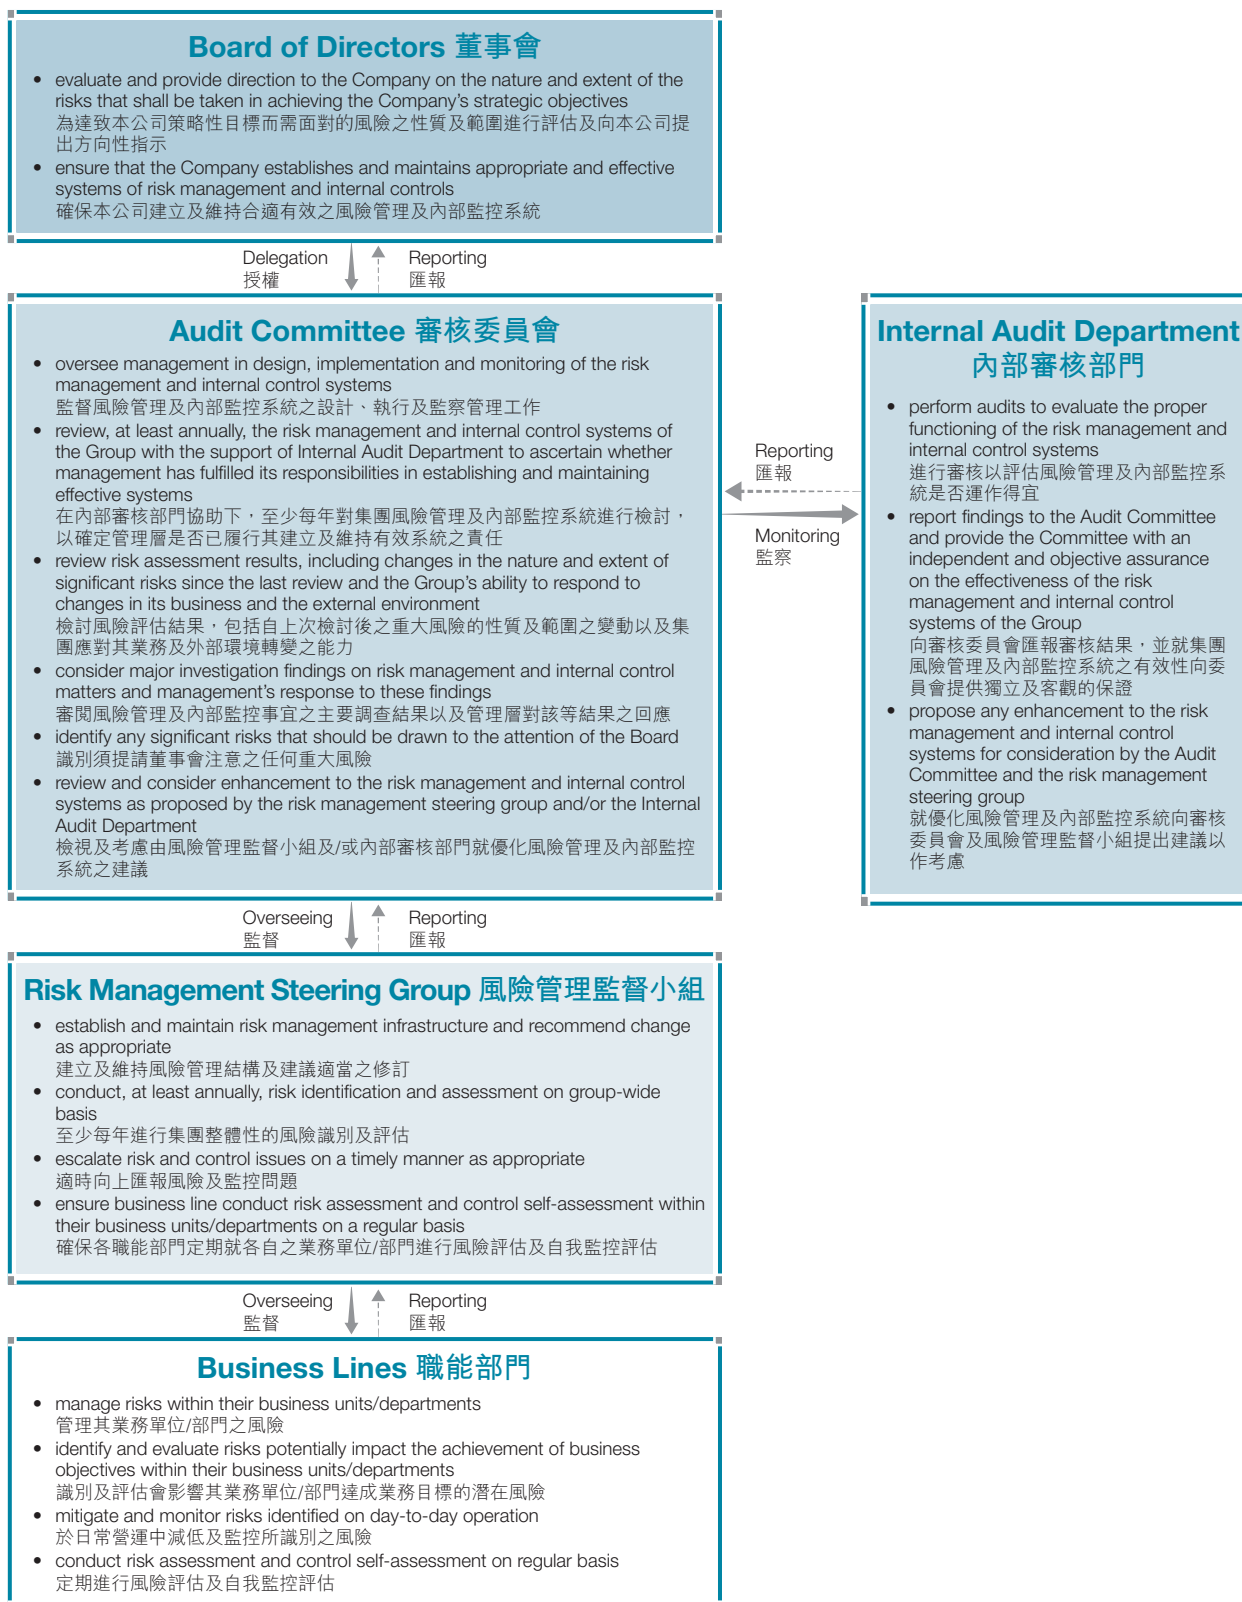 Board of Directors 董事會
• evaluate and provide direction to the Company on the nature and extent of the
risks that shall be taken in achieving the Company's strategic objectives
為達致本公司策略性目標而需面對的風險之性質及範圍進行評估及向本公司提
出方向性指示
• ensure that the Company establishes and maintains appropriate and effective
systems of risk management and internal controls
確保本公司建立及維持合適有效之風險管理及內部監控系統
Delegation
授權
Reporting
匯報
Audit Committee 審核委員會
• oversee management in design, implementation and monitoring of the risk
management and internal control systems
監督風險管理及內部監控系統之設計、執行及監察管理工作
• review, at least annually, the risk management and internal control systems of
the Group with the support of Internal Audit Department to ascertain whether
management has fulfilled its responsibilities in establishing and maintaining
effective systems
在內部審核部門協助下，至少每年對集團風險管理及內部監控系統進行檢討，
以確定管理層是否已履行其建立及維持有效系統之責任
• review risk assessment results, including changes in the nature and extent of
significant risks since the last review and the Group's ability to respond to
changes in its business and the external environment
檢討風險評估結果，包括自上次檢討後之重大風險的性質及範圍之變動以及集
團應對其業務及外部環境轉變之能力
• consider major investigation findings on risk management and internal control
matters and management's response to these findings
審閲風險管理及內部監控事宜之主要調查結果以及管理層對該等結果之回應
• identify any significant risks that should be drawn to the attention of the Board
識別須提請董事會注意之任何重大風險
• review and consider enhancement to the risk management and internal control
systems as proposed by the risk management steering group and/or the Internal
Audit Department
檢視及考慮由風險管理監督小組及/或內部審核部門就優化風險管理及內部監控
系統之建議
Reporting
匯報
Monitoring
監察
Internal Audit Department
內部審核部門
• perform audits to evaluate the proper
functioning of the risk management and
internal control systems
進行審核以評估風險管理及內部監控系
統是否運作得宜
• report findings to the Audit Committee
and provide the Committee with an
independent and objective assurance
on the effectiveness of the risk
management and internal control
systems of the Group
向審核委員會匯報審核結果，並就集團
風險管理及內部監控系統之有效性向委
員會提供獨立及客觀的保證
• propose any enhancement to the risk
management and internal control
systems for consideration by the Audit
Committee and the risk management
steering group
就優化風險管理及內部監控系統向審核
委員會及風險管理監督小組提出建議以
作考慮
Overseeing
監督
Reporting
匯報
Risk Management Steering Group 風險管理監督小組
• establish and maintain risk management infrastructure and recommend change
as appropriate
建立及維持風險管理結構及建議適當之修訂
• conduct, at least annually, risk identification and assessment on group-wide
basis
至少每年進行集團整體性的風險識別及評估
• escalate risk and control issues on a timely manner as appropriate
適時向上匯報風險及監控問題
• ensure business line conduct risk assessment and control self-assessment within
their business units/departments on a regular basis
確保各職能部門定期就各自之業務單位/部門進行風險評估及自我監控評估
Overseeing
監督
Reporting
匯報
Business Lines 職能部門
• manage risks within their business units/departments
管理其業務單位/部門之風險
• identify and evaluate risks potentially impact the achievement of business
objectives within their business units/departments
識別及評估會影響其業務單位/部門達成業務目標的潛在風險
• mitigate and monitor risks identified on day-to-day operation
於日常營運中減低及監控所識別之風險
• conduct risk assessment and control self-assessment on regular basis
定期進行風險評估及自我監控評估